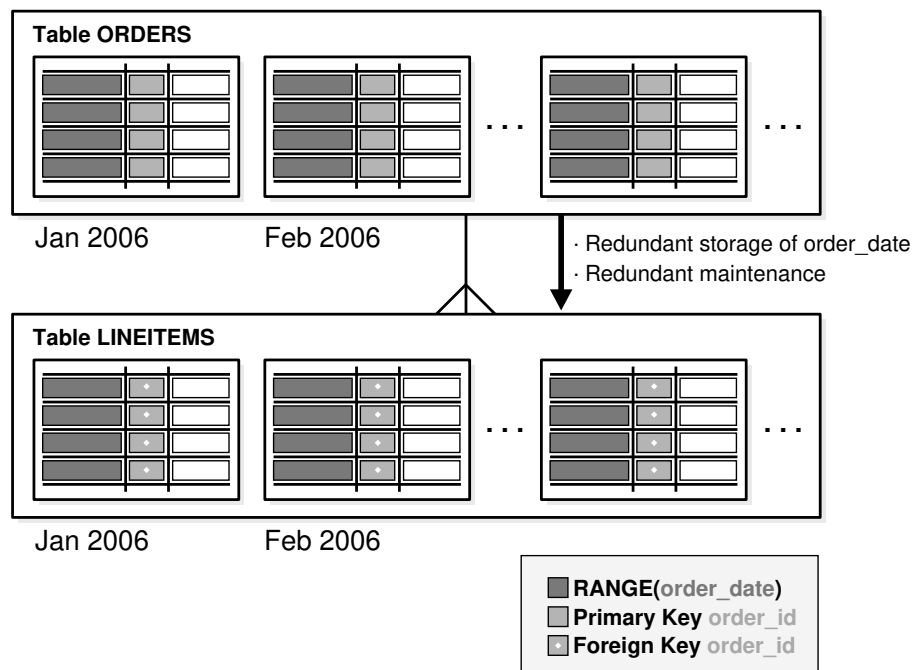 Table ORDERS
. . .
. . .
Jan 2006
Feb 2006
· Redundant storage of order_date
· Redundant maintenance
Table LINEITEMS
. . .
. . .
Jan 2006
Feb 2006
RANGE(order_date)
Primary Key order_id
Foreign Key order_id